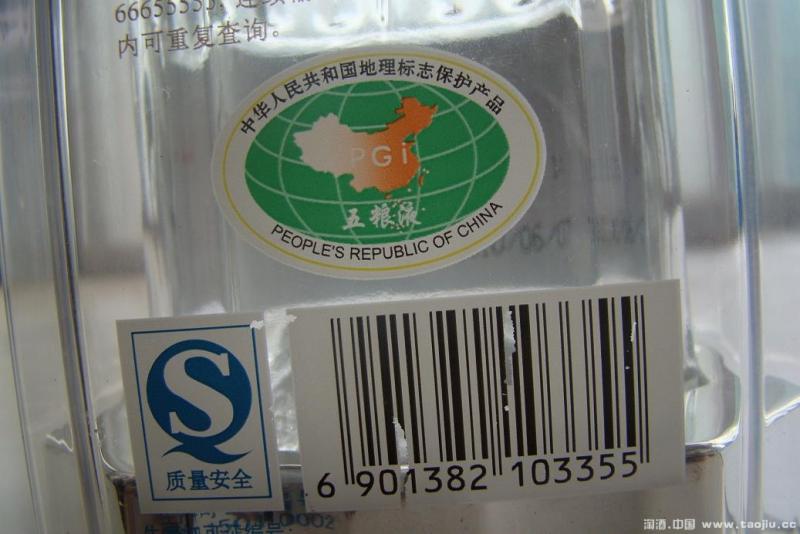 66655555.
内可重复查询。
中华人民共和国地理标志保护产品
PGi
五粮液
PEOPLE'S REPUBLIC OF CHINA
质量安全
6 901382 103355
淘酒.中国 www.taojiu.cc